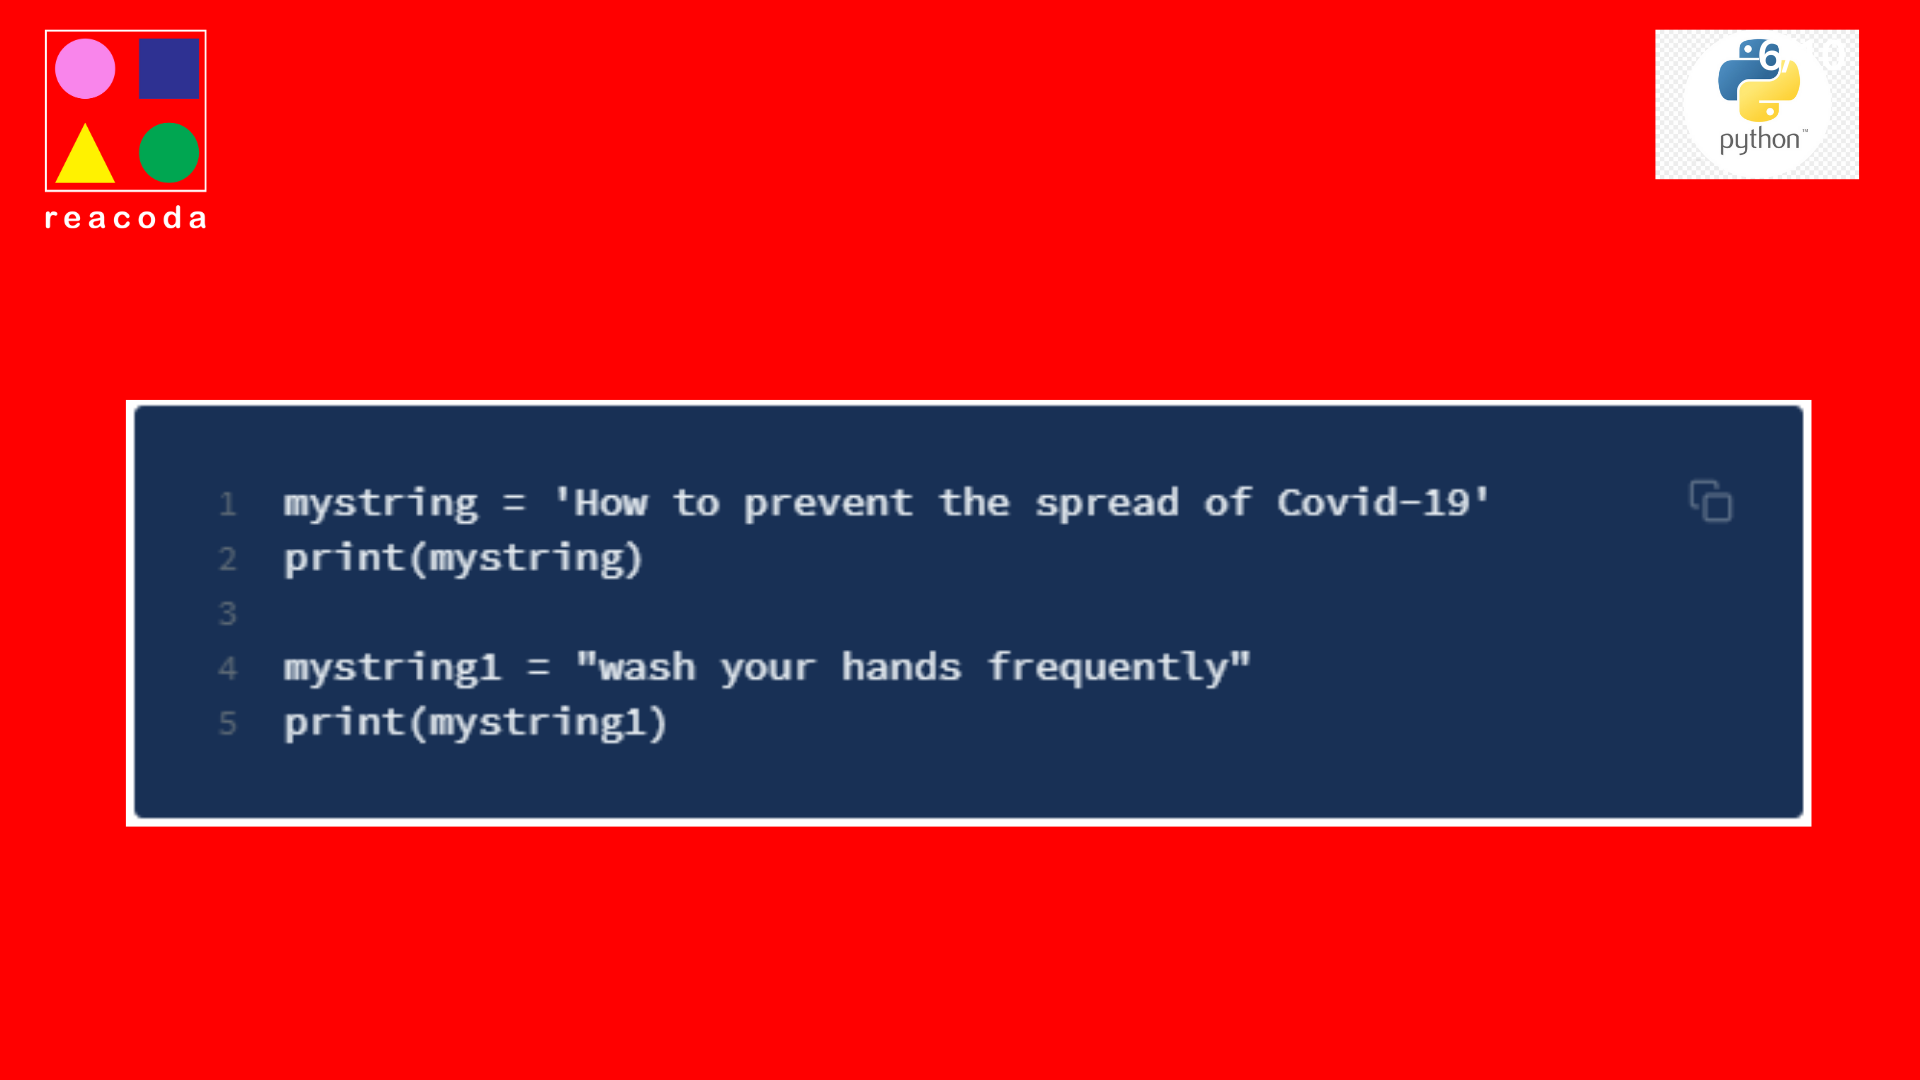 reacoda
python™
1 mystring = 'How to prevent the spread of Covid-19'
2 print(mystring)
3
4 mystring1 = "wash your hands frequently"
5 print(mystring1)